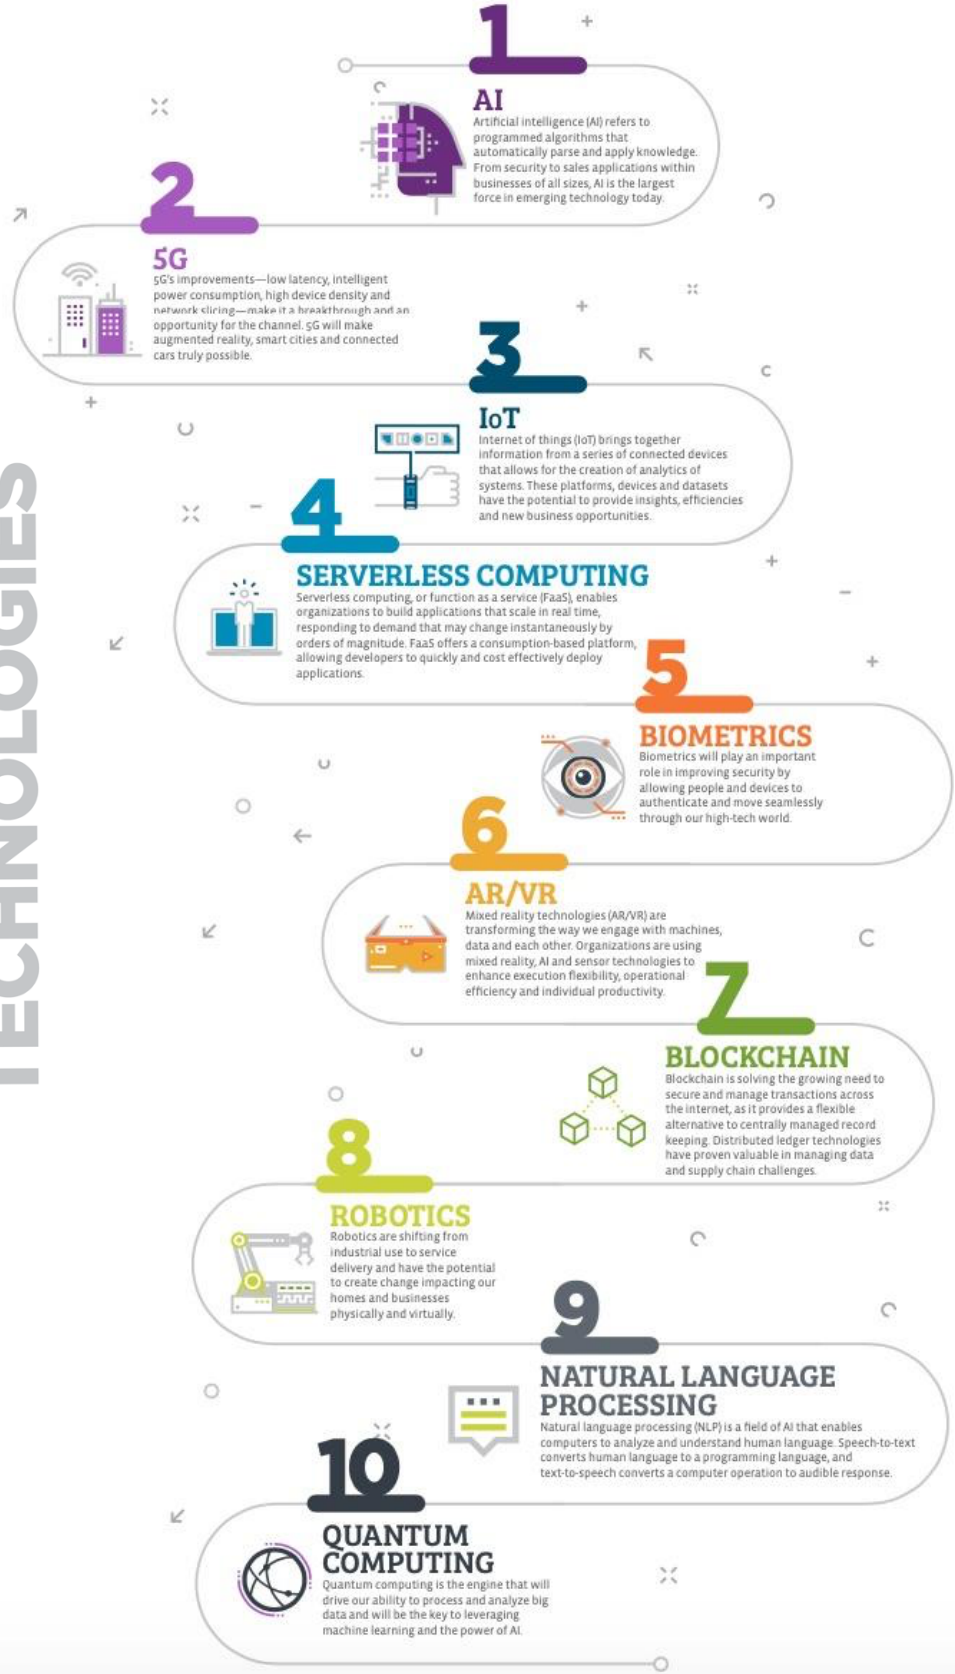 TECHNOLOGIES
1
AI
Artificial intelligence (AI) refers to
programmed algorithms that
automatically parse and apply knowledge.
From security to sales applications within
businesses of all sizes, AI is the largest
force in emerging technology today.
2
5G
5G's improvements—low latency, intelligent
power consumption, high device density and
network slicing—make it a breakthrough and an
opportunity for the channel. 5G will make
augmented reality, smart cities and connected
cars truly possible.
3
IoT
Internet of things (IoT) brings together
information from a series of connected devices
that allows for the creation of analytics of
systems. These platforms, devices and datasets
have the potential to provide insights, efficiencies
and new business opportunities.
4
SERVERLESS COMPUTING
Serverless computing, or function as a service (FaaS), enables
organizations to build applications that scale in real time,
responding to demand that may change instantaneously by
orders of magnitude. FaaS offers a consumption-based platform,
allowing developers to quickly and cost effectively deploy
applications.
5
BIOMETRICS
Biometrics will play an important
role in improving security by
allowing people and devices to
authenticate and move seamlessly
through our high-tech world.
6
AR/VR
Mixed reality technologies (AR/VR) are
transforming the way we engage with machines,
data and each other. Organizations are using
mixed reality, AI and sensor technologies to
enhance execution flexibility, operational
efficiency and individual productivity.
7
BLOCKCHAIN
Blockchain is solving the growing need to
secure and manage transactions across
the internet, as it provides a flexible
alternative to centrally managed record
keeping. Distributed ledger technologies
have proven valuable in managing data
and supply chain challenges.
8
ROBOTICS
Robotics are shifting from
industrial use to service
delivery and have the potential
to create change impacting our
homes and businesses
physically and virtually.
9
NATURAL LANGUAGE
PROCESSING
Natural language processing (NLP) is a field of AI that enables
computers to analyze and understand human language. Speech-to-text
converts human language to a programming language, and
text-to-speech converts a computer operation to audible response.
10
QUANTUM
COMPUTING
Quantum computing is the engine that will
drive our ability to process and analyze big
data and will be the key to leveraging
machine learning and the power of AI.